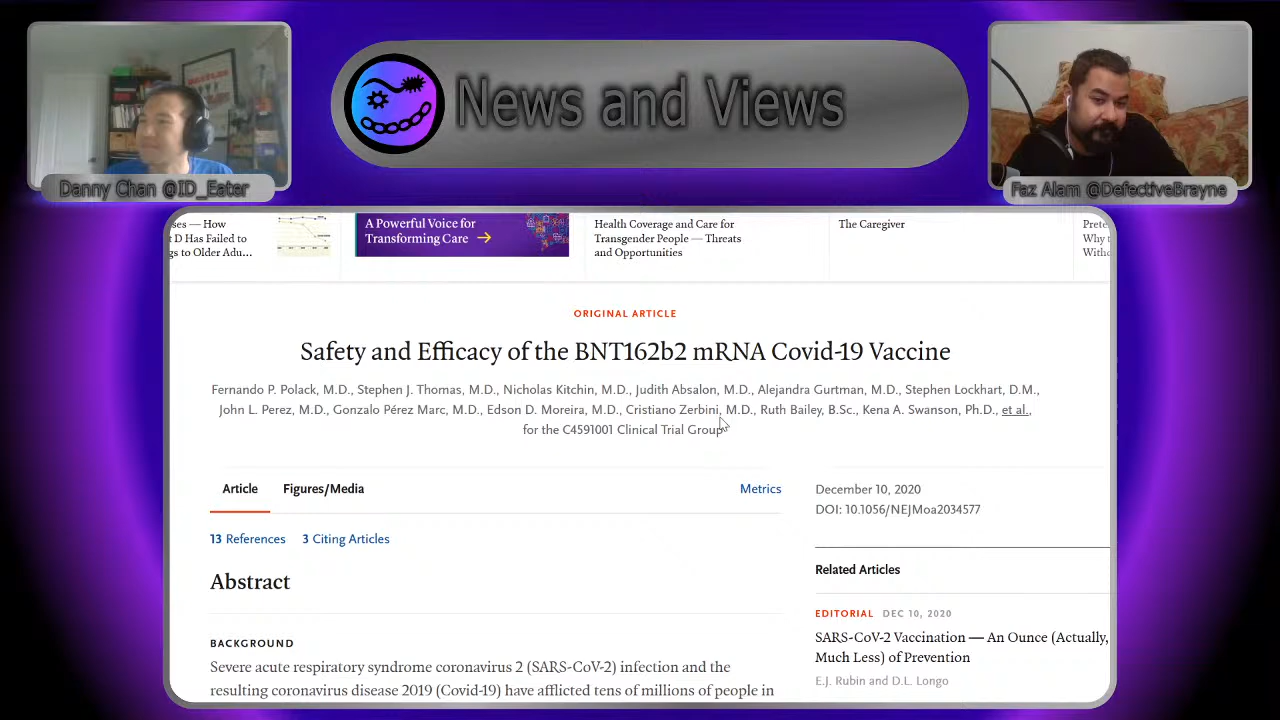 News and Views
Danny Chan @ID_Eater
Faz Alam @DefectiveBrayne
ses — How
t D Has Failed to
gs to Older Adu...
A Powerful Voice for
Transforming Care →
Health Coverage and Care for
Transgender People — Threats
and Opportunities
The Caregiver
Prete
Why t
Witho
ORIGINAL ARTICLE
Safety and Efficacy of the BNT162b2 mRNA Covid-19 Vaccine
Fernando P. Polack, M.D., Stephen J. Thomas, M.D., Nicholas Kitchin, M.D., Judith Absalon, M.D., Alejandra Gurtman, M.D., Stephen Lockhart, D.M.,
John L. Perez, M.D., Gonzalo Pérez Marc, M.D., Edson D. Moreira, M.D., Cristiano Zerbini, M.D., Ruth Bailey, B.Sc., Kena A. Swanson, Ph.D., et al.,
for the C4591001 Clinical Trial Group
Article
Figures/Media
Metrics
13 References
3 Citing Articles
Abstract
BACKGROUND
Severe acute respiratory syndrome coronavirus 2 (SARS-CoV-2) infection and the
resulting coronavirus disease 2019 (Covid-19) have afflicted tens of millions of people in
December 10, 2020
DOI: 10.1056/NEJMoa2034577
Related Articles
EDITORIAL DEC 10, 2020
SARS-CoV-2 Vaccination — An Ounce (Actually,
Much Less) of Prevention
E.J. Rubin and D.L. Longo